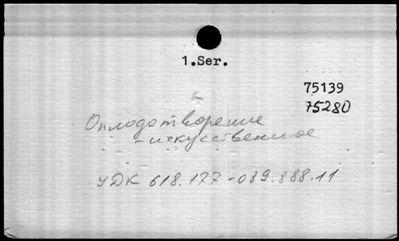 1.Ser.
75139
75280
Оплодотворение
-искусственное
УДК 618.177-089.888.11